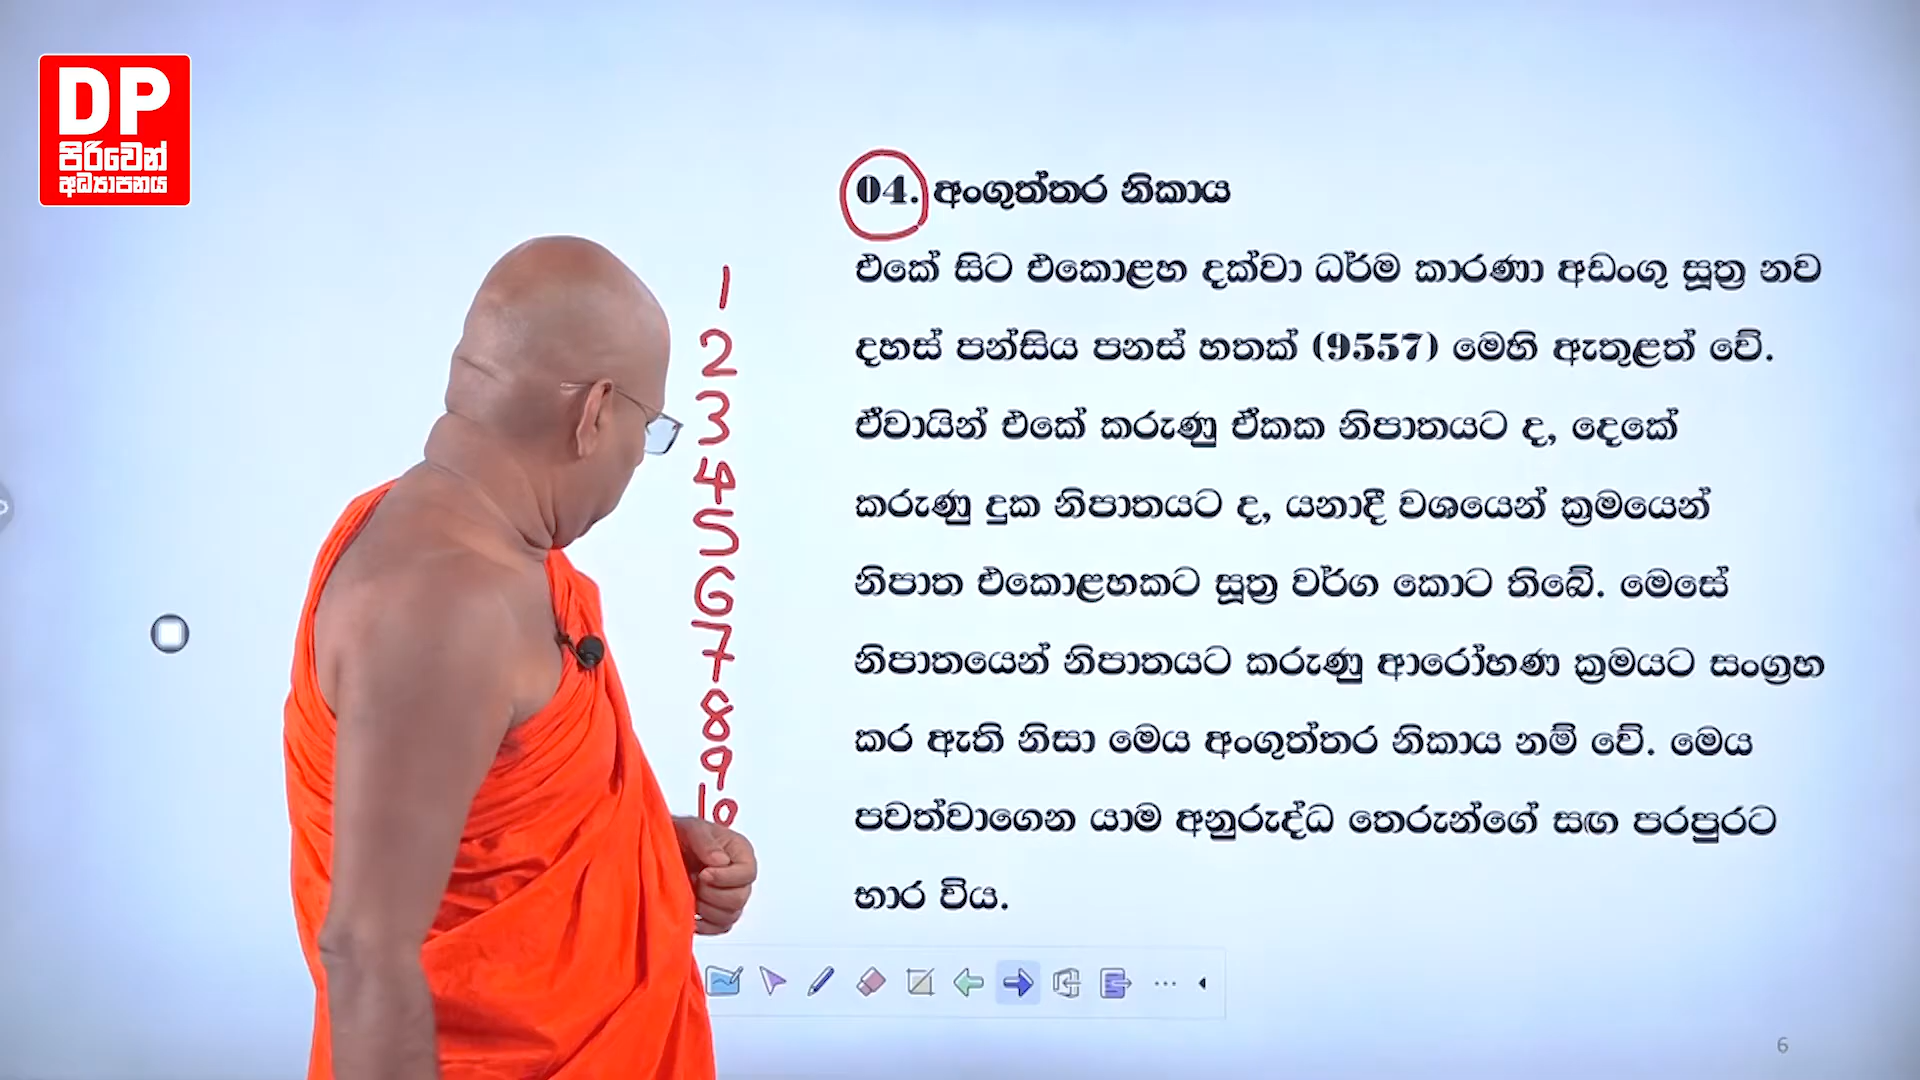 DP
පිරිවෙන්
අධ්‍යාපනය
04. අංගුත්තර නිකාය
එකේ සිට එකොළහ දක්වා ධර්ම කාරණා අඩංගු සූත්‍ර නව
දහස් පන්සිය පනස් හතක් (9557) මෙහි ඇතුළත් වේ.
ඒවායින් එකේ කරුණු ඒකක නිපාතයට ද, දෙකේ
කරුණු දුක නිපාතයට ද, යනාදී වශයෙන් ක්‍රමයෙන්
නිපාත එකොළහකට සූත්‍ර වර්ග කොට තිබේ. මෙසේ
නිපාතයෙන් නිපාතයට කරුණු ආරෝහණ ක්‍රමයට සංග්‍රහ
කර ඇති නිසා මෙය අංගුත්තර නිකාය නම් වේ. මෙය
පවත්වාගෙන යාම අනුරුද්ධ තෙරුන්ගේ සඟ පරපුරට
භාර විය.
1
2
3
4
5
6
7
8
9
10
6